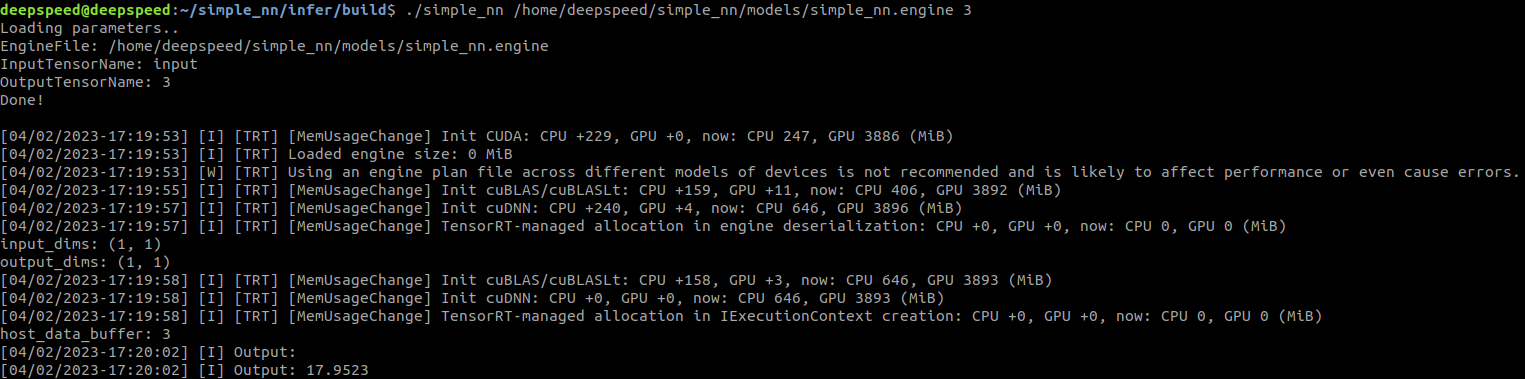 deepspeed@deepspeed:~/simple_nn/infer/build$ ./simple_nn /home/deepspeed/simple_nn/models/simple_nn.engine 3
Loading parameters..
EngineFile: /home/deepspeed/simple_nn/models/simple_nn.engine
InputTensorName: input
OutputTensorName: 3
Done!

[04/02/2023-17:19:53] [I] [TRT] [MemUsageChange] Init CUDA: CPU +229, GPU +0, now: CPU 247, GPU 3886 (MiB)
[04/02/2023-17:19:53] [I] [TRT] Loaded engine size: 0 MiB
[04/02/2023-17:19:53] [W] [TRT] Using an engine plan file across different models of devices is not recommended and is likely to affect performance or even cause errors.
[04/02/2023-17:19:55] [I] [TRT] [MemUsageChange] Init cuBLAS/cuBLASLt: CPU +159, GPU +11, now: CPU 406, GPU 3892 (MiB)
[04/02/2023-17:19:57] [I] [TRT] [MemUsageChange] Init cuDNN: CPU +240, GPU +4, now: CPU 646, GPU 3896 (MiB)
[04/02/2023-17:19:57] [I] [TRT] [MemUsageChange] TensorRT-managed allocation in engine deserialization: CPU +0, GPU +0, now: CPU 0, GPU 0 (MiB)
input_dims: (1, 1)
output_dims: (1, 1)
[04/02/2023-17:19:58] [I] [TRT] [MemUsageChange] Init cuBLAS/cuBLASLt: CPU +158, GPU +3, now: CPU 646, GPU 3893 (MiB)
[04/02/2023-17:19:58] [I] [TRT] [MemUsageChange] Init cuDNN: CPU +0, GPU +0, now: CPU 646, GPU 3893 (MiB)
[04/02/2023-17:19:58] [I] [TRT] [MemUsageChange] TensorRT-managed allocation in IExecutionContext creation: CPU +0, GPU +0, now: CPU 0, GPU 0 (MiB)
host_data_buffer: 3
[04/02/2023-17:20:02] [I] Output:
[04/02/2023-17:20:02] [I] Output: 17.9523